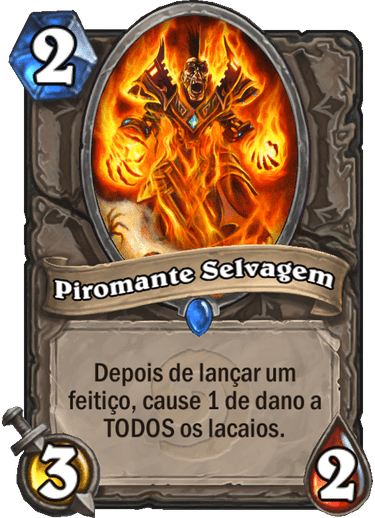 2
Piromante Selvagem
Depois de lançar um
feitiço, cause 1 de dano a
TODOS os lacaios.
3
2